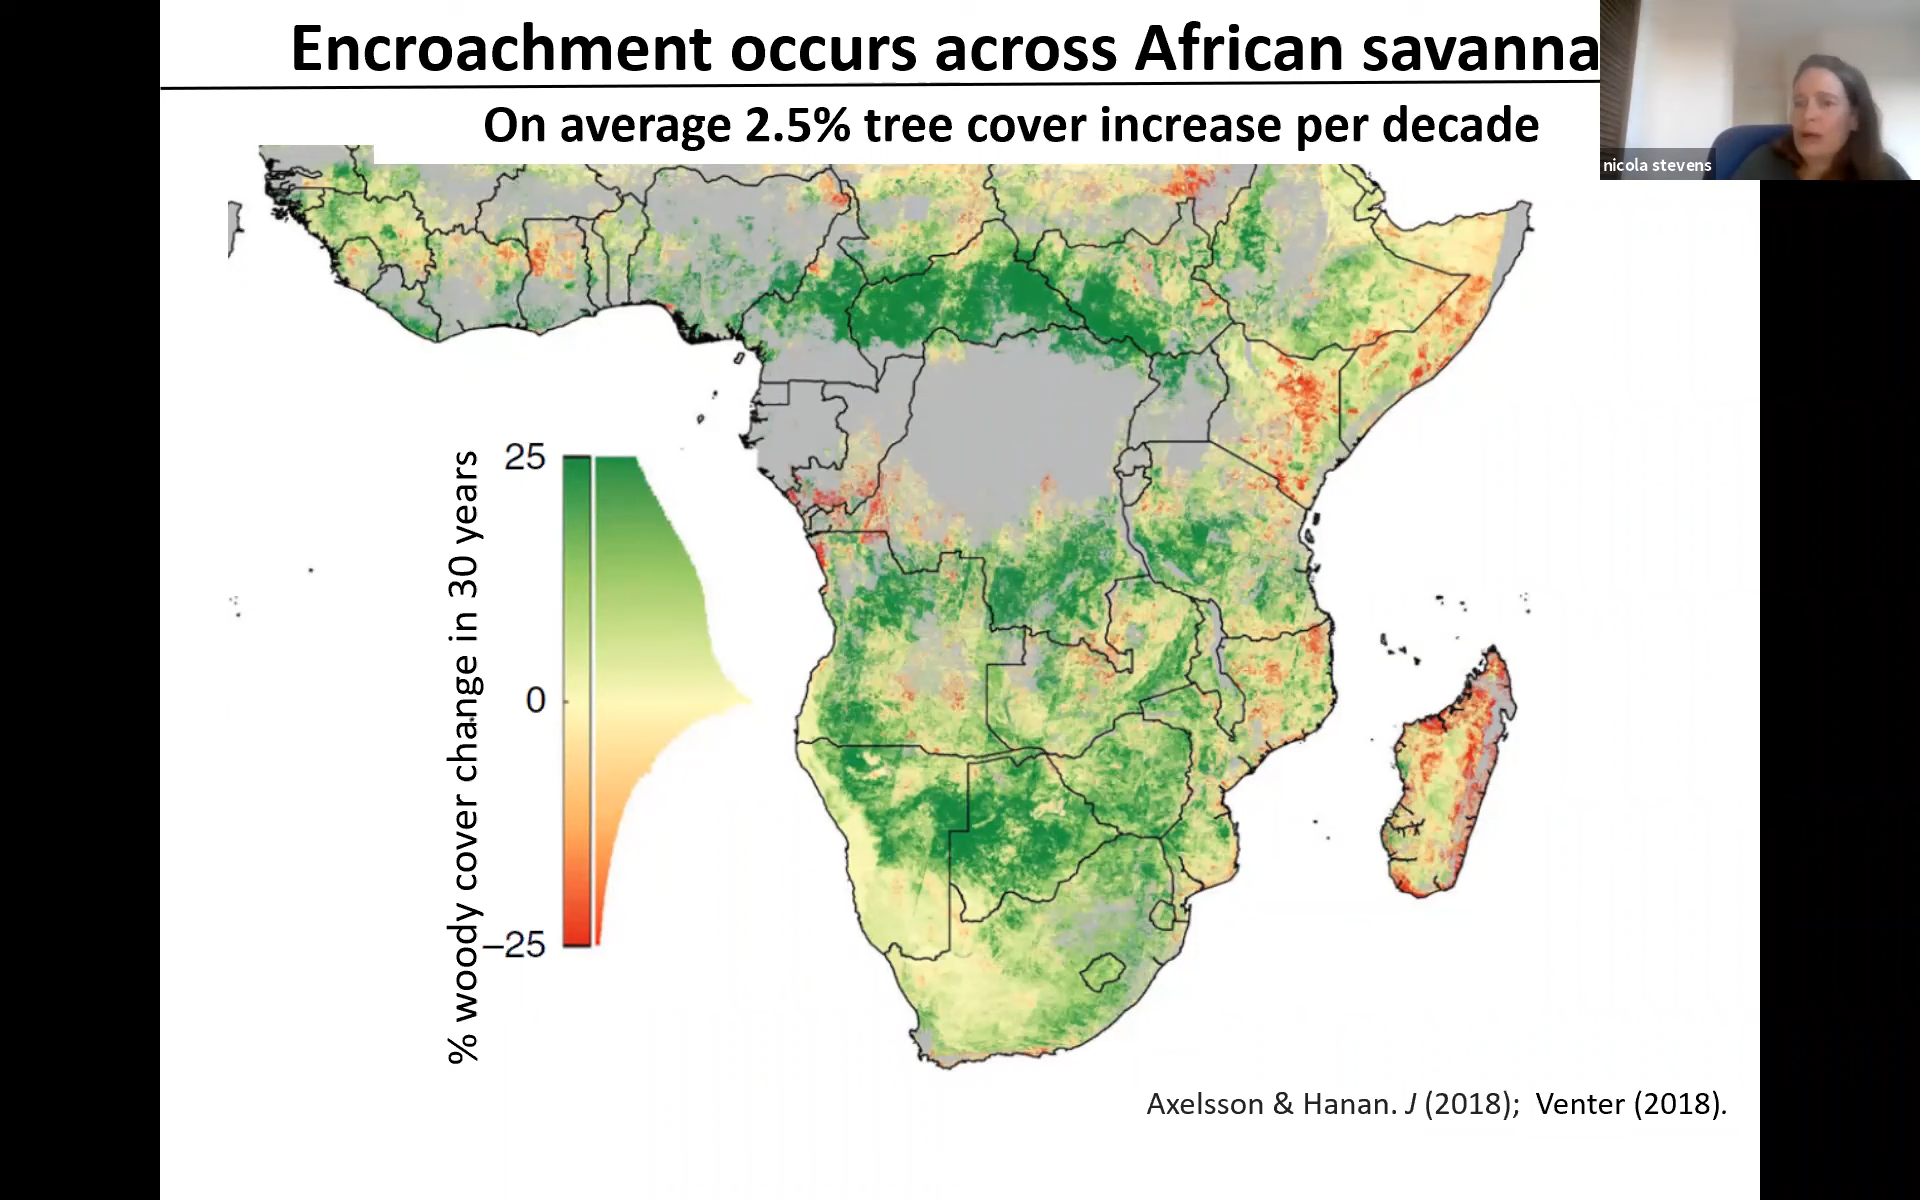 Encroachment occurs across African savanna
On average 2.5% tree cover increase per decade
nicola stevens
% woody cover change in 30 years
25
0
–25
Axelsson & Hanan. J (2018); Venter (2018).